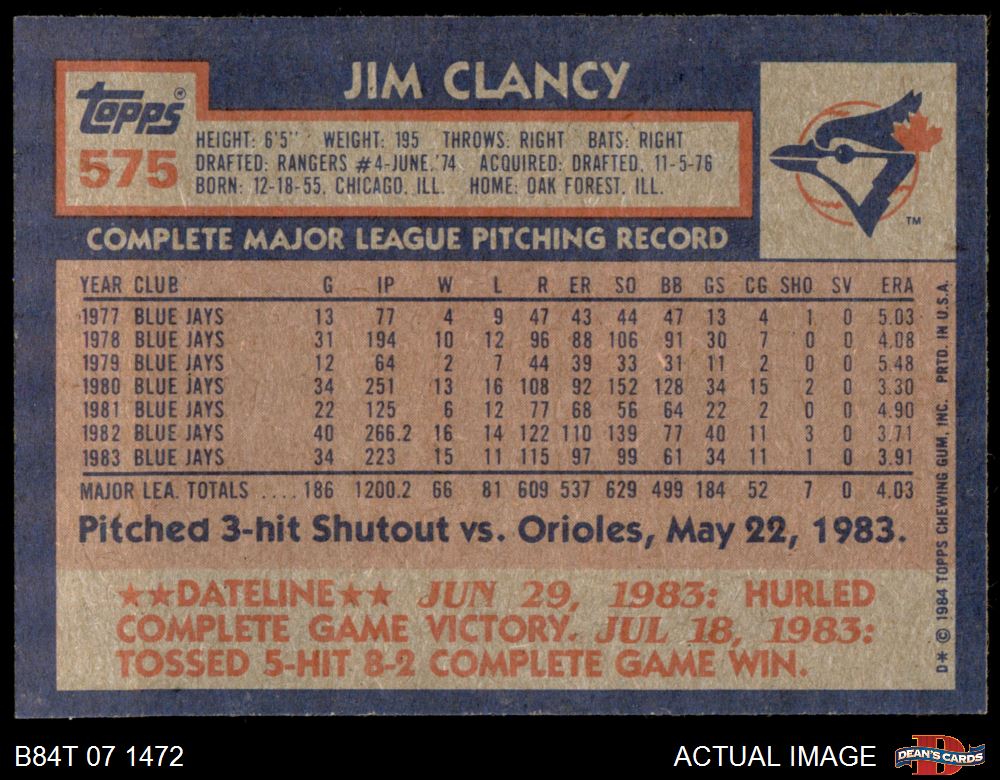 JIM CLANCY
Topps®
575
HEIGHT: 6'5" WEIGHT: 195 THROWS: RIGHT BATS: RIGHT
DRAFTED: RANGERS #4-JUNE, '74 ACQUIRED: DRAFTED, 11-5-76
BORN: 12-18-55, CHICAGO, ILL. HOME: OAK FOREST, ILL.
TM
COMPLETE MAJOR LEAGUE PITCHING RECORD
YEAR CLUB G IP W L R ER SO BB GS CG SHO SV ERA
1977 BLUE JAYS 13 77 4 9 47 43 44 47 13 4 1 0 5.03
1978 BLUE JAYS 31 194 10 12 96 88 106 91 30 7 0 0 4.08
1979 BLUE JAYS 12 64 2 7 44 39 33 31 11 2 0 0 5.48
1980 BLUE JAYS 34 251 13 16 108 92 152 128 34 15 2 0 3.30
1981 BLUE JAYS 22 125 6 12 77 68 56 64 22 2 0 0 4.90
1982 BLUE JAYS 40 266.2 16 14 122 110 139 77 40 11 3 0 3.71
1983 BLUE JAYS 34 223 15 11 115 97 99 61 34 11 1 0 3.91
MAJOR LEA. TOTALS .... 186 1200.2 66 81 609 537 629 499 184 52 7 0 4.03
Pitched 3-hit Shutout vs. Orioles, May 22, 1983.
★★DATELINE★★ JUN 29, 1983: HURLED
COMPLETE GAME VICTORY. JUL 18, 1983:
TOSSED 5-HIT 8-2 COMPLETE GAME WIN.
D* © 1984 TOPPS CHEWING GUM, INC. PRTD. IN U.S.A.
B84T 07 1472
ACTUAL IMAGE
DEAN'S CARDS